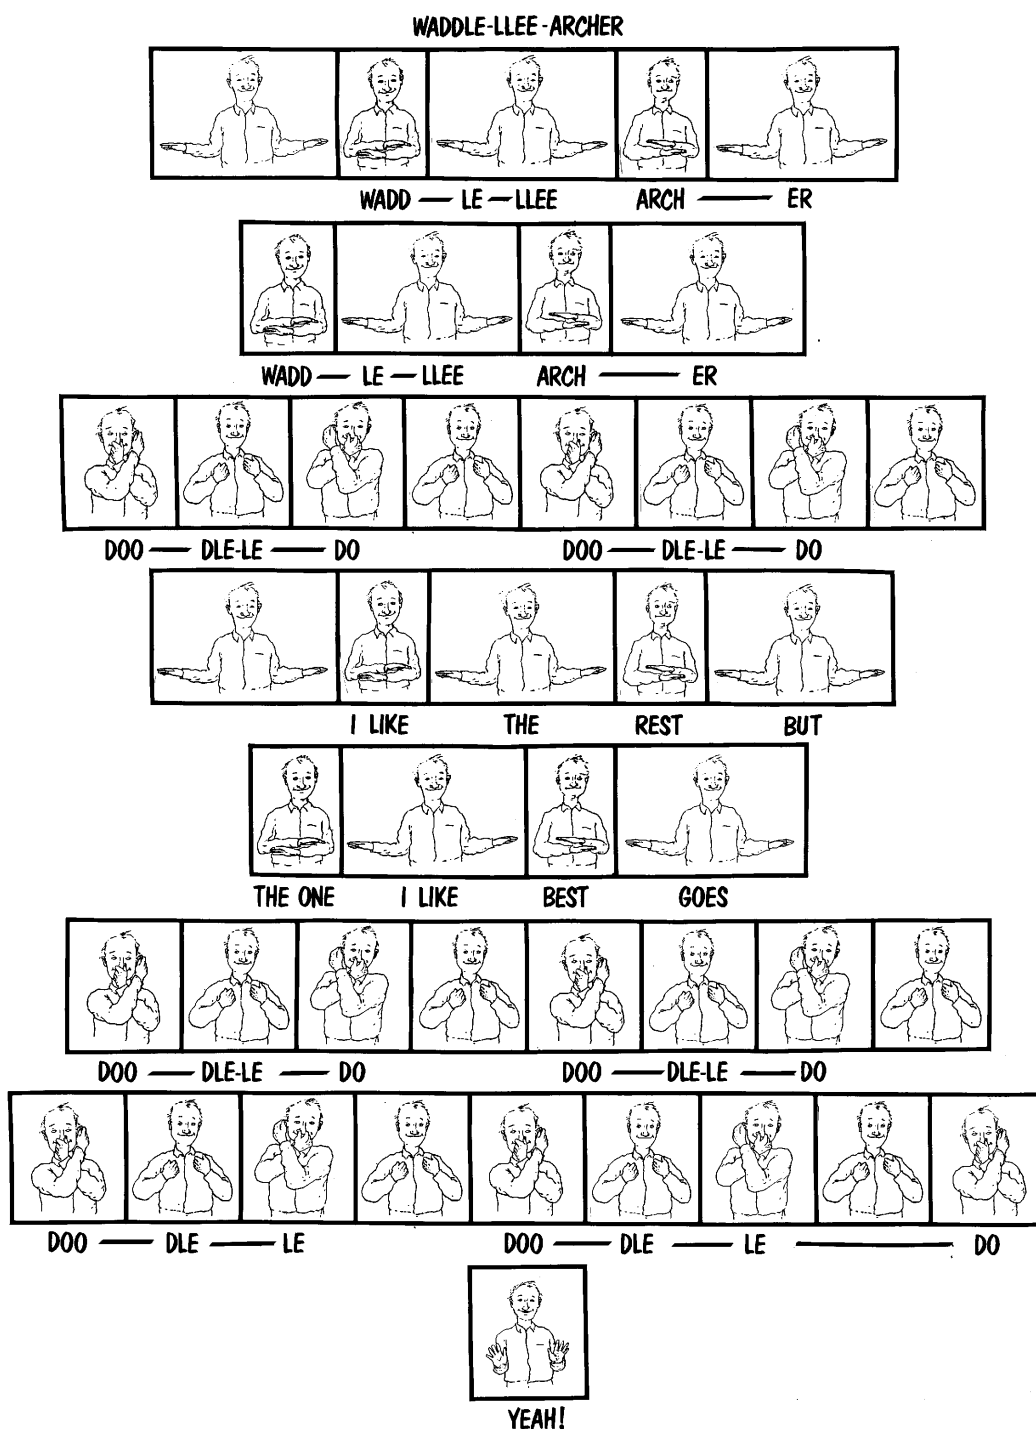 WADDLE-LLEE-ARCHER
WADD — LE — LLEE ARCH — ER
WADD — LE — LLEE ARCH — ER
DOO — DLE-LE — DO DOO — DLE-LE — DO
I LIKE THE REST BUT
THE ONE I LIKE BEST GOES
DOO — DLE-LE — DO DOO — DLE-LE — DO
DOO — DLE — LE DOO — DLE — LE — DO
YEAH!